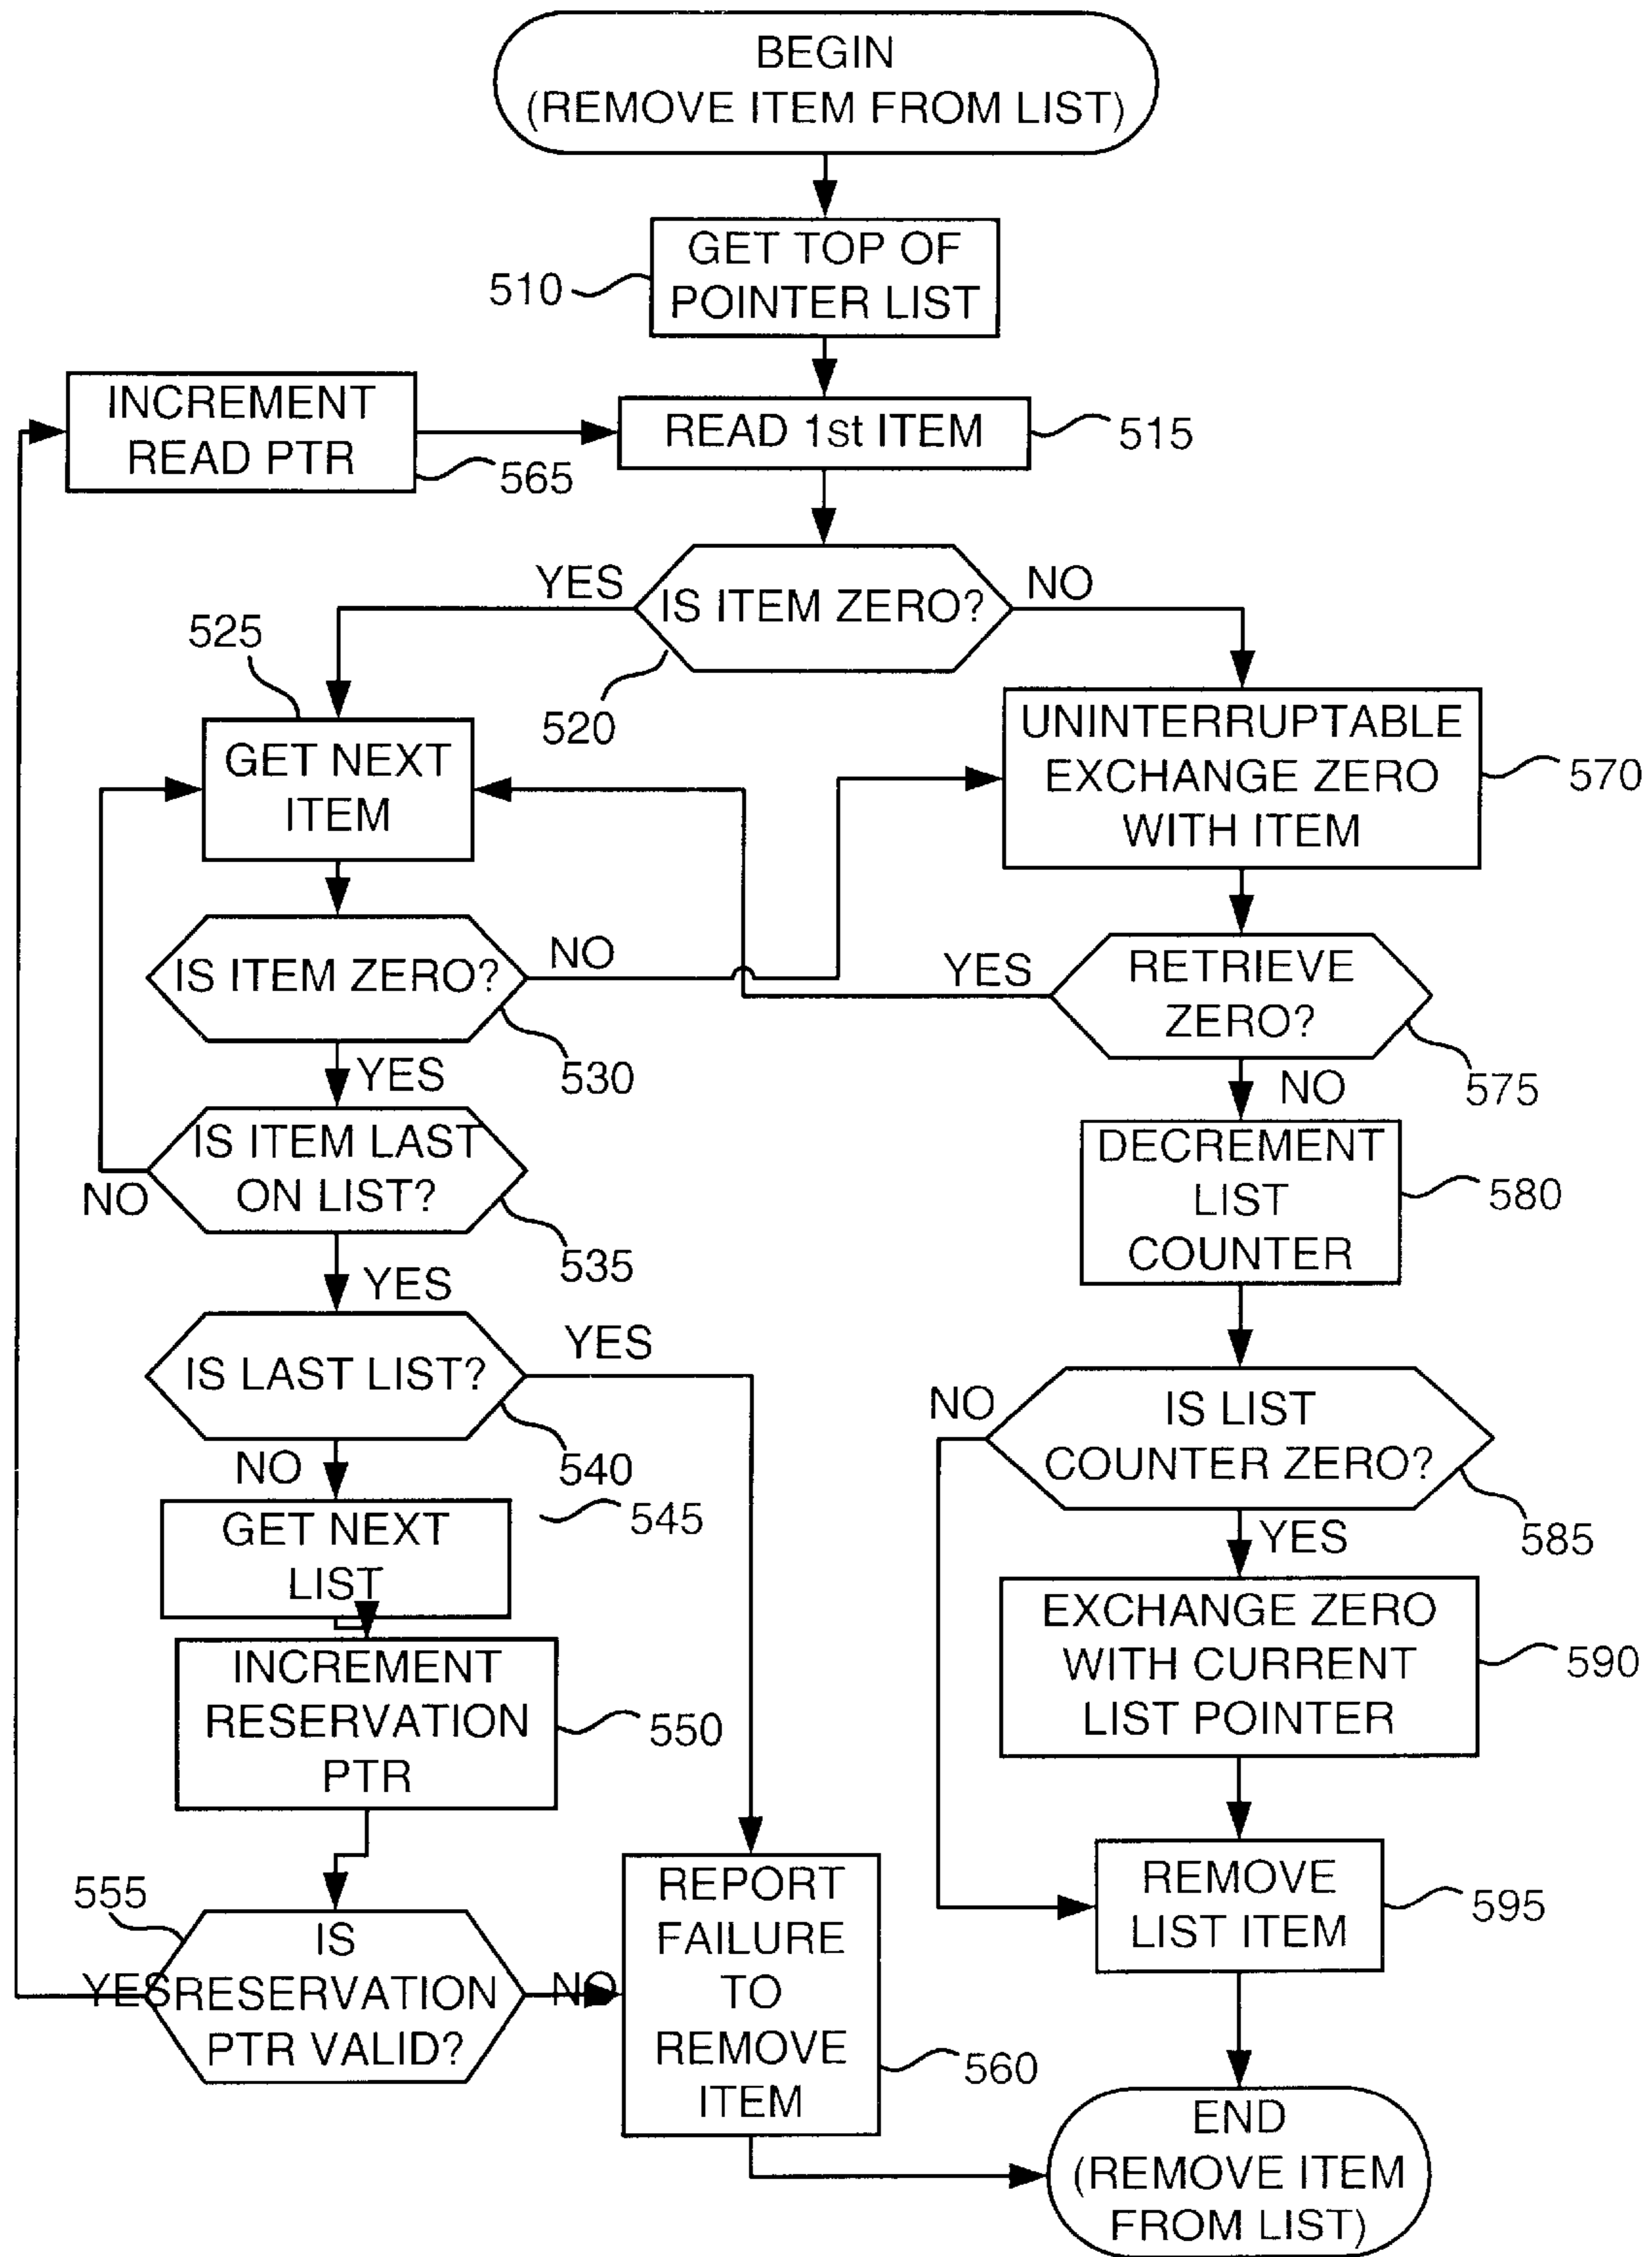 BEGIN
(REMOVE ITEM FROM LIST)
GET TOP OF
POINTER LIST
510
INCREMENT
READ PTR
565
READ 1st ITEM
515
YES
IS ITEM ZERO?
NO
520
525
GET NEXT
ITEM
UNINTERRUPTABLE
EXCHANGE ZERO
WITH ITEM
570
IS ITEM ZERO?
NO
530
YES
YES
RETRIEVE
ZERO?
575
NO
IS ITEM LAST
ON LIST?
NO
535
YES
DECREMENT
LIST
COUNTER
580
IS LAST LIST?
YES
540
NO
NO
IS LIST
COUNTER ZERO?
585
YES
GET NEXT
LIST
545
EXCHANGE ZERO
WITH CURRENT
LIST POINTER
590
INCREMENT
RESERVATION
PTR
550
555
IS
RESERVATION
PTR VALID?
YES
NO
REPORT
FAILURE
TO
REMOVE
ITEM
560
REMOVE
LIST ITEM
595
END
(REMOVE ITEM
FROM LIST)